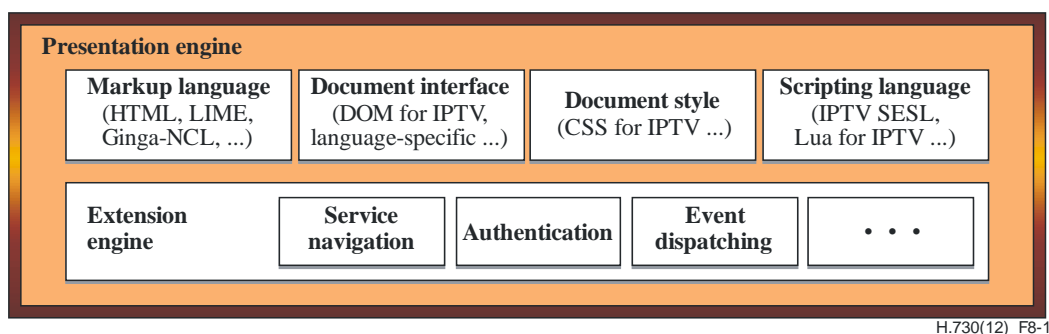 Presentation engine
Markup language
(HTML, LIME,
Ginga-NCL, ...)
Document interface
(DOM for IPTV,
language-specific ...)
Document style
(CSS for IPTV ...)
Scripting language
(IPTV SESL,
Lua for IPTV ...)
Extension
engine
Service
navigation
Authentication
Event
dispatching
• • •
H.730(12)_F8-1